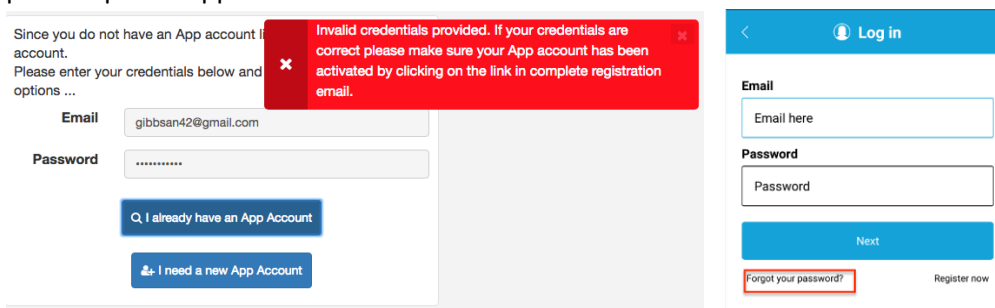 Since you do not have an App account li
account.
Please enter your credentials below and
options ...
Invalid credentials provided. If your credentials are
correct please make sure your App account has been
activated by clicking on the link in complete registration
email.
Email
gibbsan42@gmail.com
Password
...........
I already have an App Account
I need a new App Account
Log in
Email
Email here
Password
Password
Next
Forgot your password?
Register now